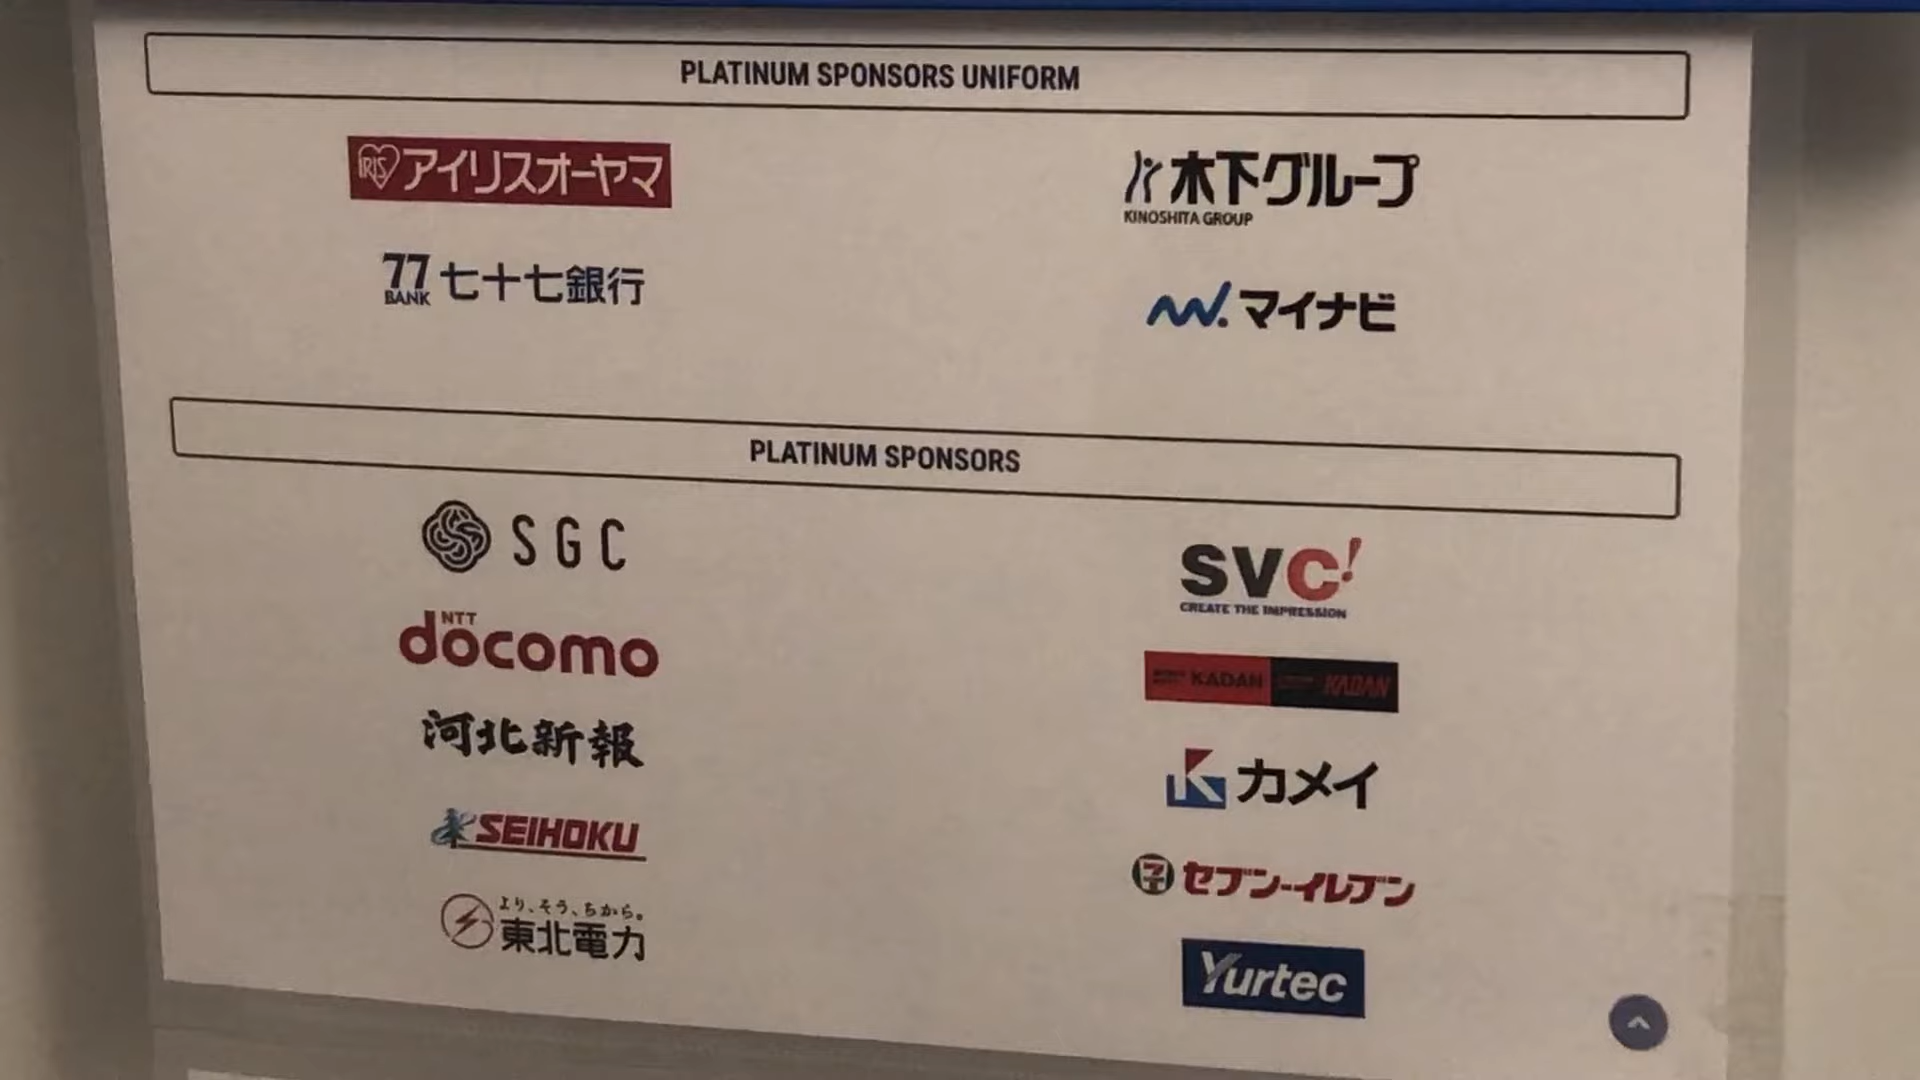 PLATINUM SPONSORS UNIFORM
IRIS アイリスオーヤマ
木下グループ
KINOSHITA GROUP
77 BANK 七十七銀行
マイナビ
PLATINUM SPONSORS
SGC
SVC!
CREATE THE IMPRESSION
NTT
docomo
KADAN KADAN
河北新報
カメイ
SEIHOKU
セブン-イレブン
より、そう、ちから。
東北電力
Yurtec